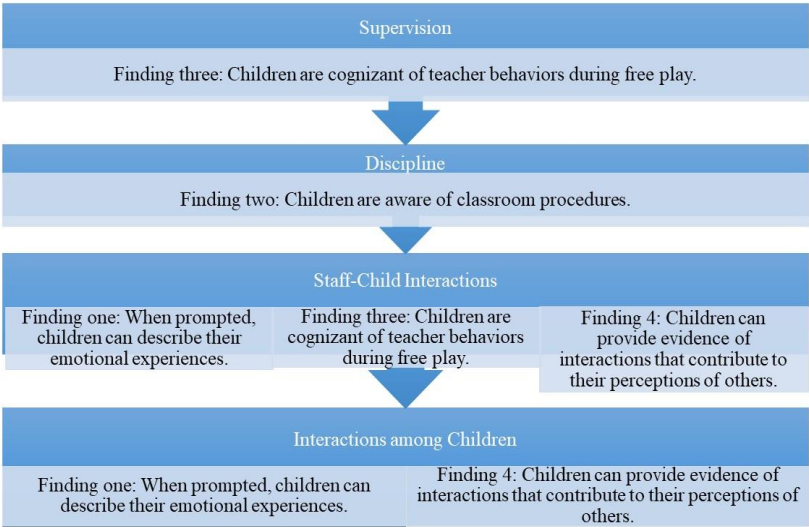 Supervision
Finding three: Children are cognizant of teacher behaviors during free play.
Discipline
Finding two: Children are aware of classroom procedures.
Staff-Child Interactions
Finding one: When prompted,
children can describe their
emotional experiences.
Finding three: Children are
cognizant of teacher behaviors
during free play.
Finding 4: Children can
provide evidence of
interactions that contribute to
their perceptions of others.
Interactions among Children
Finding one: When prompted, children can
describe their emotional experiences.
Finding 4: Children can provide evidence of
interactions that contribute to their perceptions of
others.